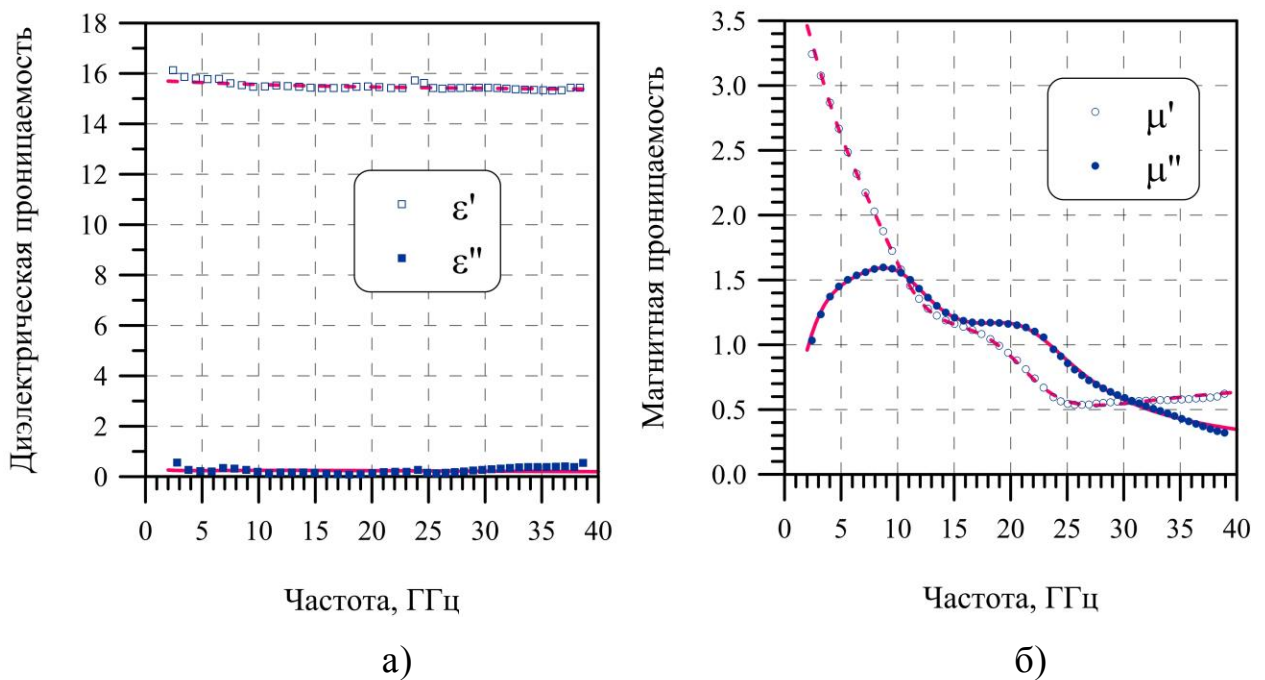 Диэлектрическая проницаемость
18
16
14
12
10
8
6
4
2
0
ε'
ε"
0 5 10 15 20 25 30 35 40
Частота, ГГц
а)
Магнитная проницаемость
3.5
3.0
2.5
2.0
1.5
1.0
0.5
0.0
μ'
μ"
0 5 10 15 20 25 30 35 40
Частота, ГГц
б)